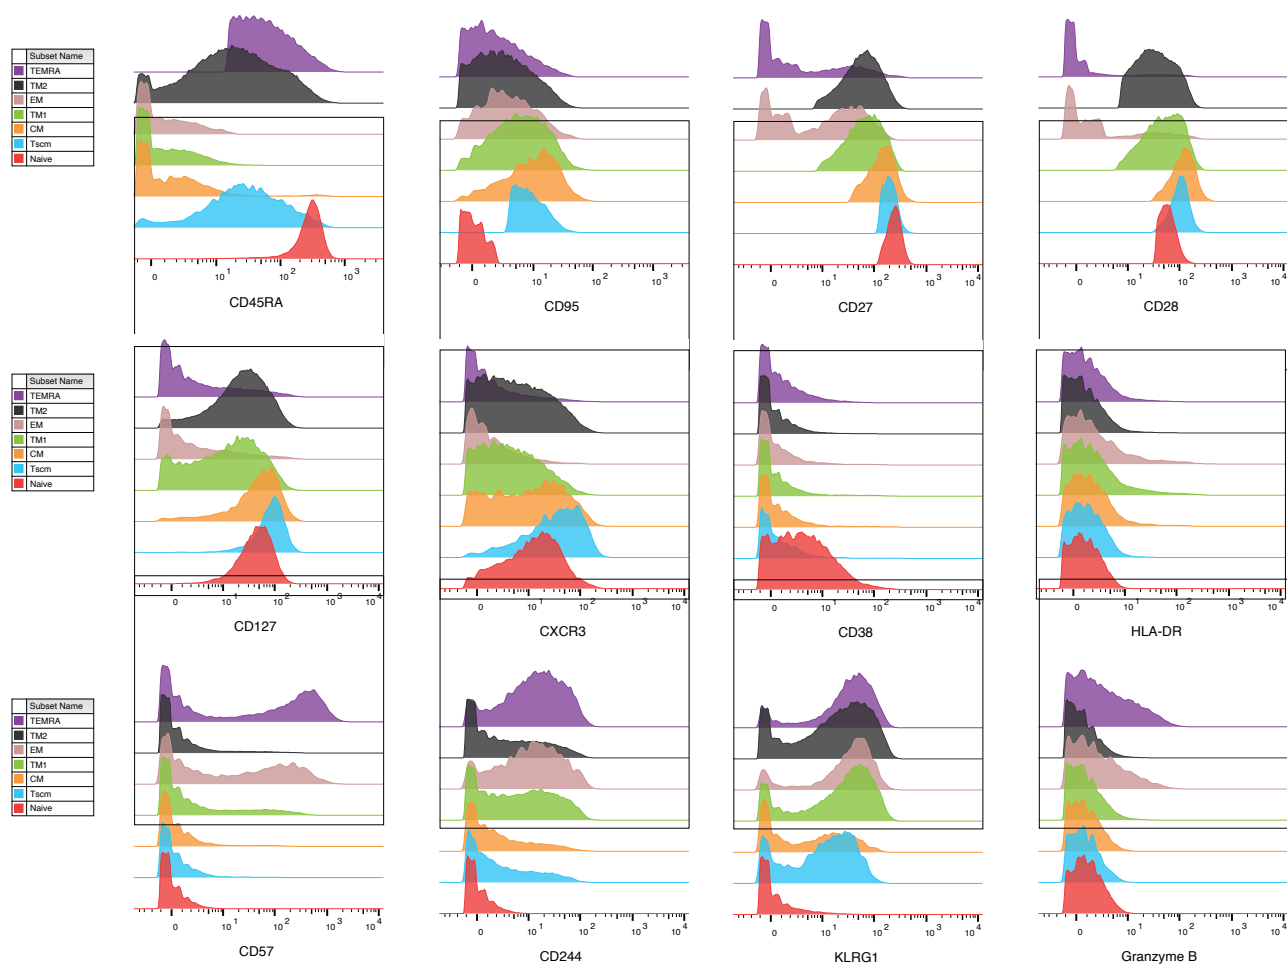 Subset Name
TEMRA
TM2
EM
TM1
CM
Tscm
Naive
0 10^1 10^2 10^3
CD45RA
0 10^1 10^2 10^3
CD95
0 10^1 10^2 10^3 10^4
CD27
0 10^1 10^2 10^3 10^4
CD28
Subset Name
TEMRA
TM2
EM
TM1
CM
Tscm
Naive
0 10^1 10^2 10^3 10^4
CD127
0 10^1 10^2 10^3 10^4
CXCR3
0 10^1 10^2 10^3 10^4
CD38
0 10^1 10^2 10^3 10^4
HLA-DR
Subset Name
TEMRA
TM2
EM
TM1
CM
Tscm
Naive
0 10^1 10^2 10^3 10^4
CD57
0 10^1 10^2 10^3 10^4
CD244
0 10^1 10^2 10^3 10^4
KLRG1
0 10^1 10^2 10^3 10^4
Granzyme B